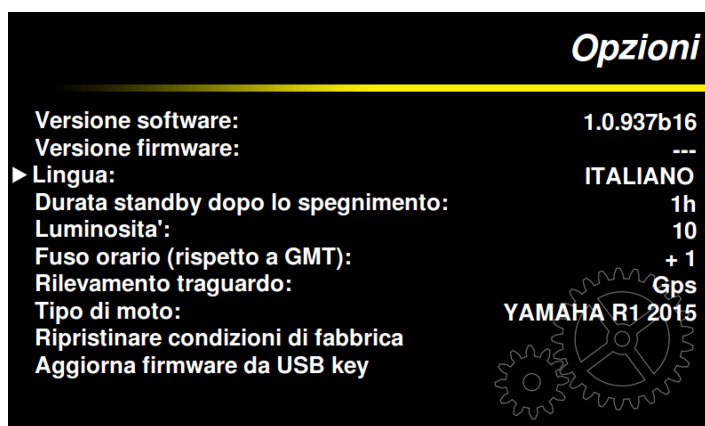 Opzioni
Versione software: 1.0.937b16
Versione firmware: ---
Lingua: ITALIANO
Durata standby dopo lo spegnimento: 1h
Luminosita': 10
Fuso orario (rispetto a GMT): + 1
Rilevamento traguardo: Gps
Tipo di moto: YAMAHA R1 2015
Ripristinare condizioni di fabbrica
Aggiorna firmware da USB key